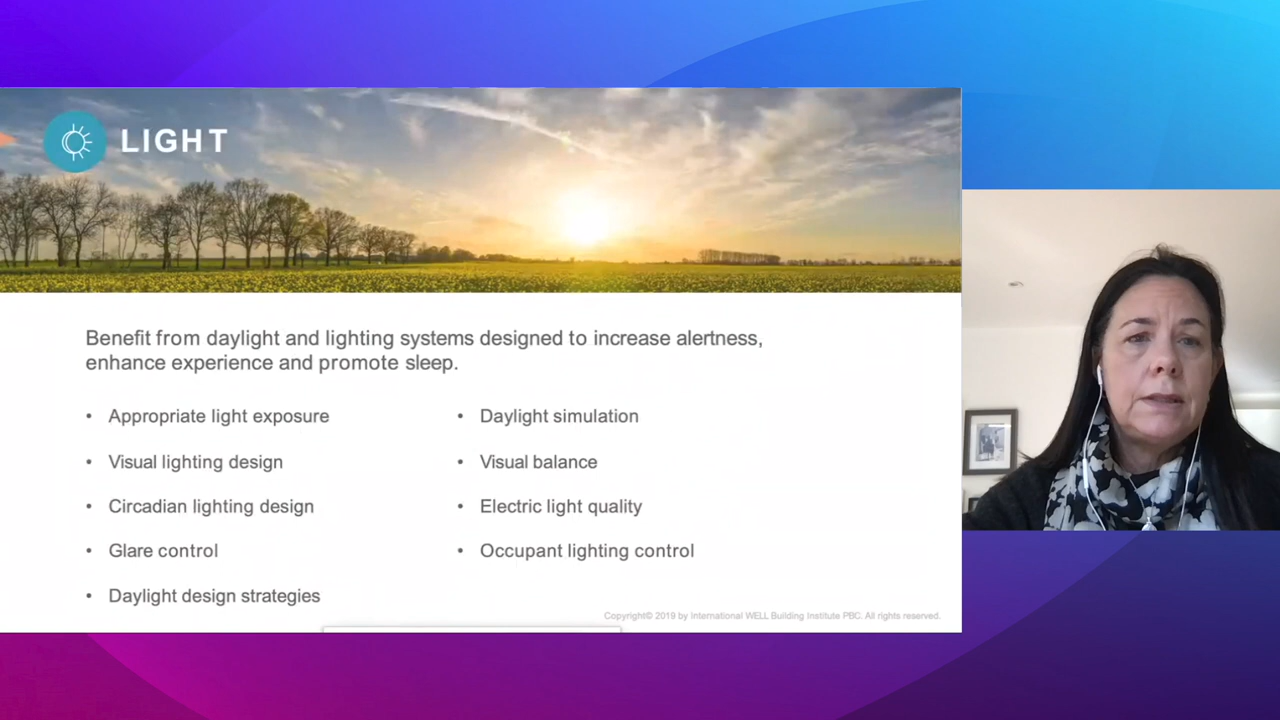 LIGHT
Benefit from daylight and lighting systems designed to increase alertness,
enhance experience and promote sleep.
• Appropriate light exposure
• Visual lighting design
• Circadian lighting design
• Glare control
• Daylight design strategies
• Daylight simulation
• Visual balance
• Electric light quality
• Occupant lighting control
Copyright© 2019 by International WELL Building Institute PBC. All rights reserved.